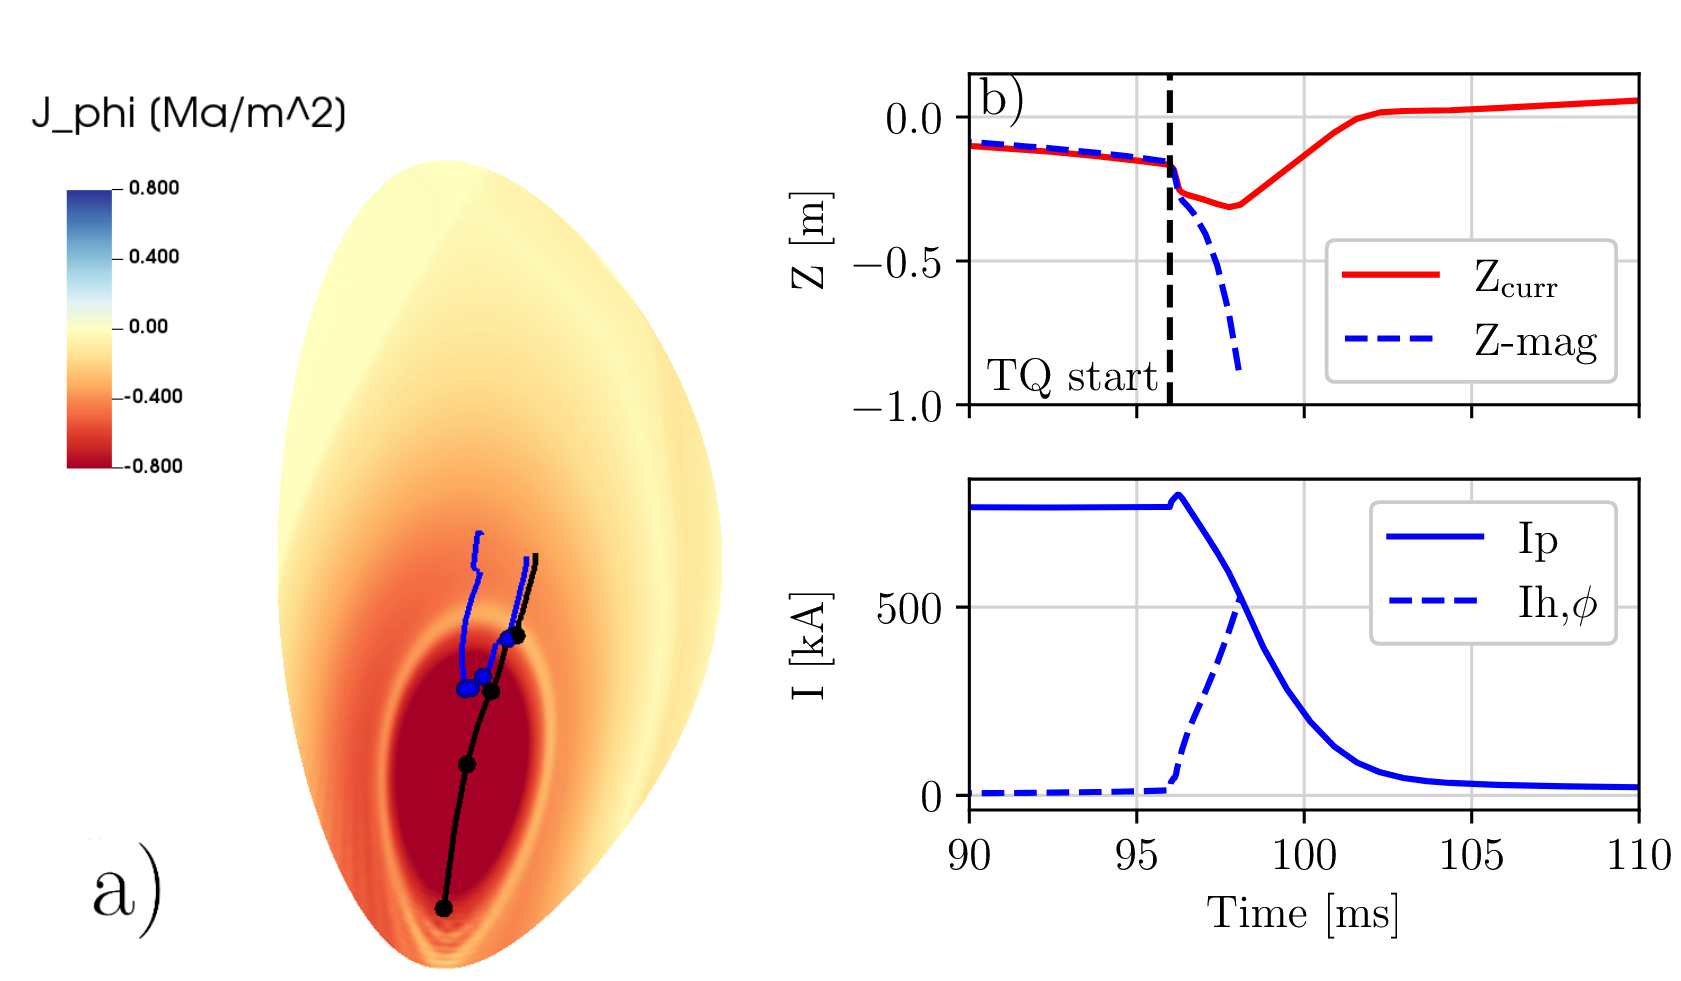 J_phi (Ma/m^2)
0.800
0.400
0.00
-0.400
-0.800
a)
b)
0.0
−0.5
−1.0
Z [m]
TQ start
Zcurr
Z-mag
500
0
I [kA]
Ip
Ih,ϕ
90 95 100 105 110
Time [ms]